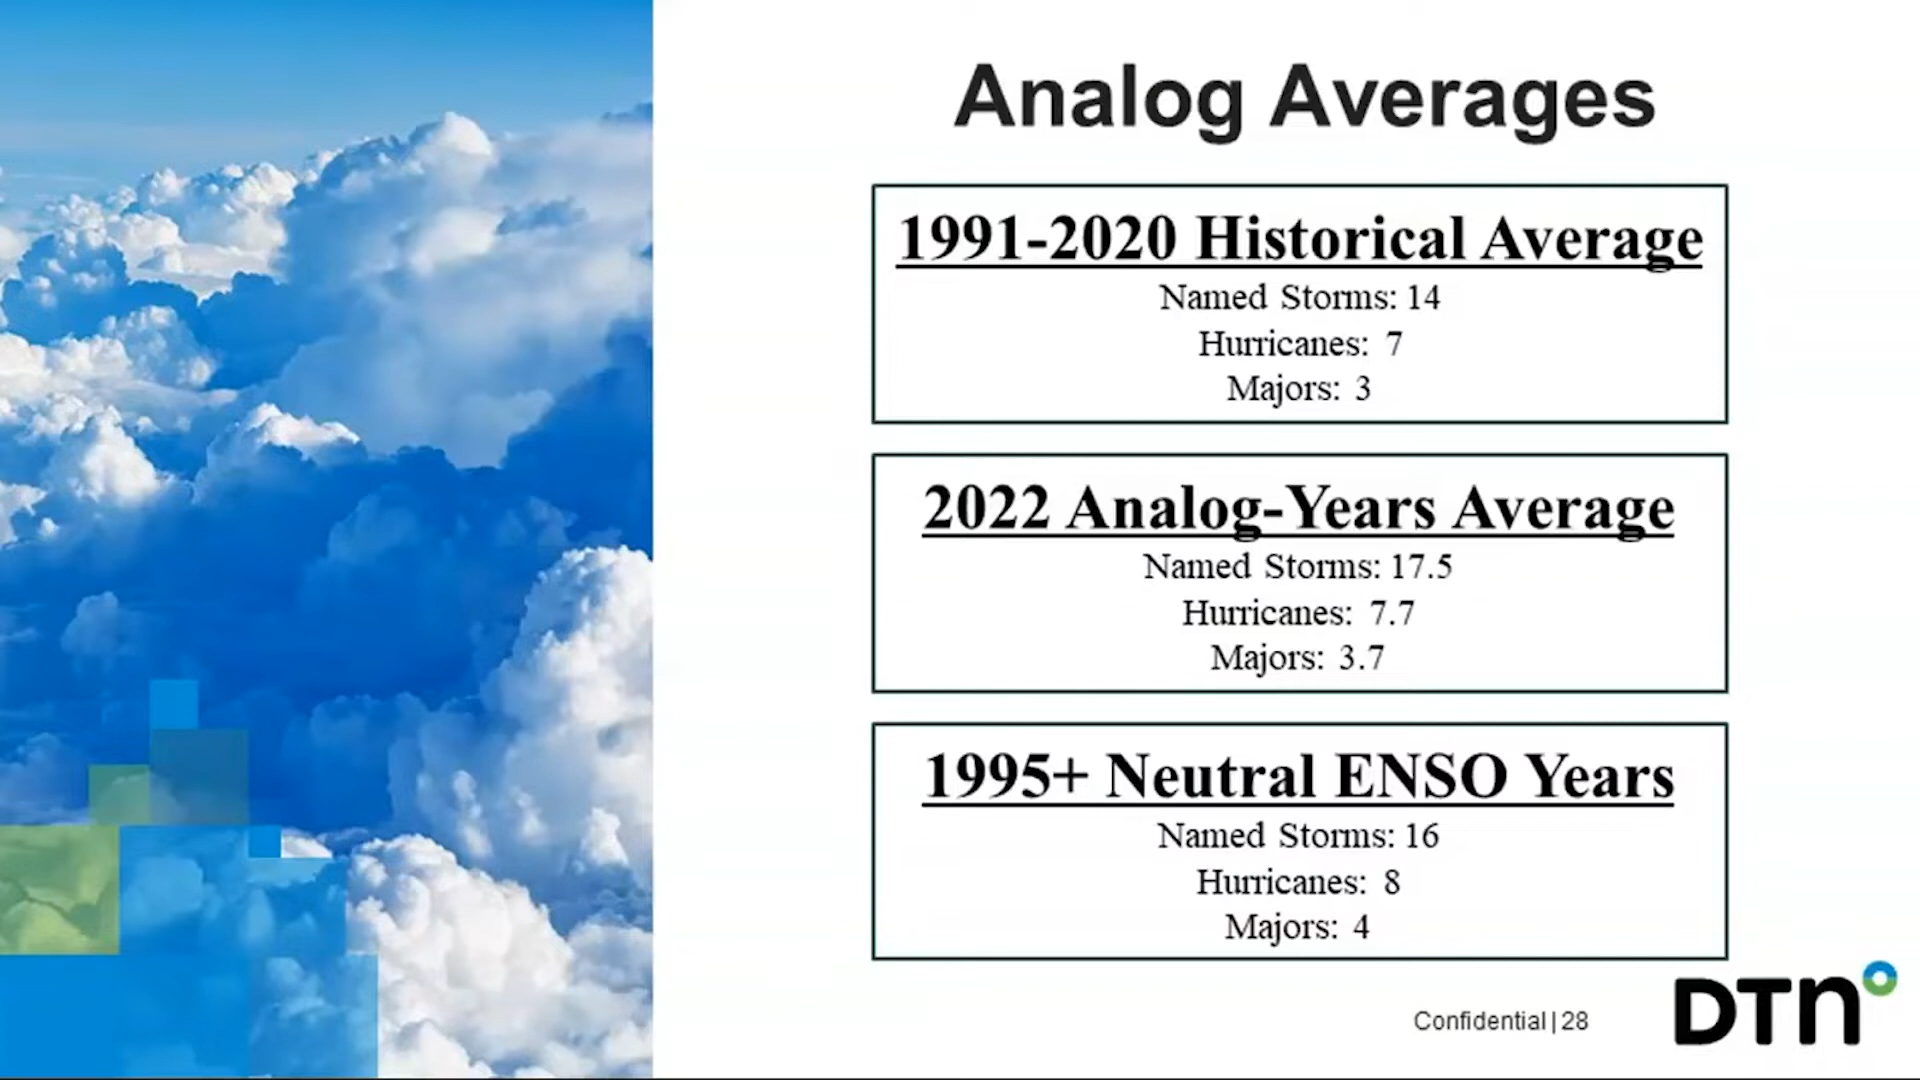 Analog Averages
1991-2020 Historical Average
Named Storms: 14
Hurricanes: 7
Majors: 3
2022 Analog-Years Average
Named Storms: 17.5
Hurricanes: 7.7
Majors: 3.7
1995+ Neutral ENSO Years
Named Storms: 16
Hurricanes: 8
Majors: 4
Confidential | 28
DTN